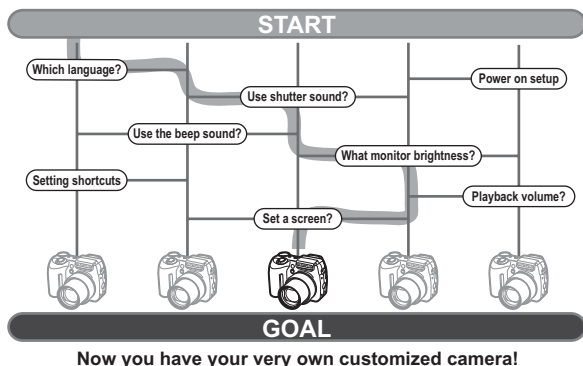 START
Which language?
Power on setup
Use shutter sound?
Use the beep sound?
What monitor brightness?
Setting shortcuts
Playback volume?
Set a screen?
GOAL
Now you have your very own customized camera!